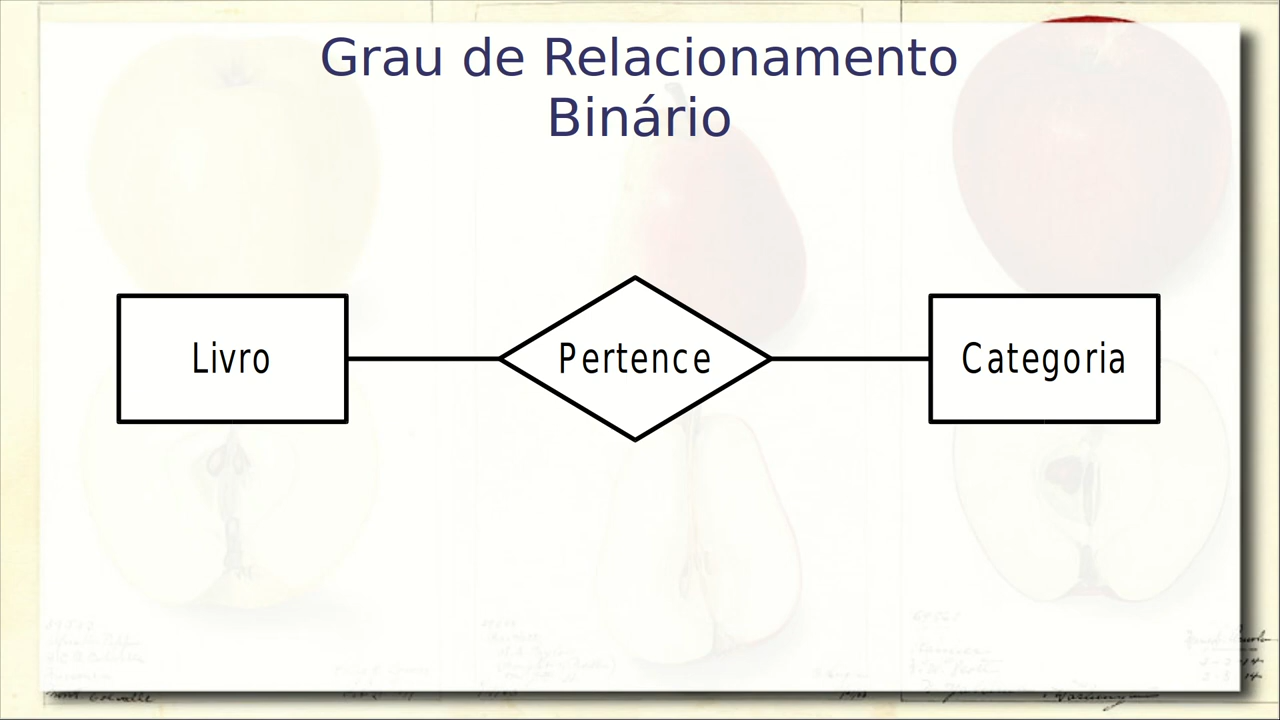 Grau de Relacionamento
Binário
Livro
Pertence
Categoria